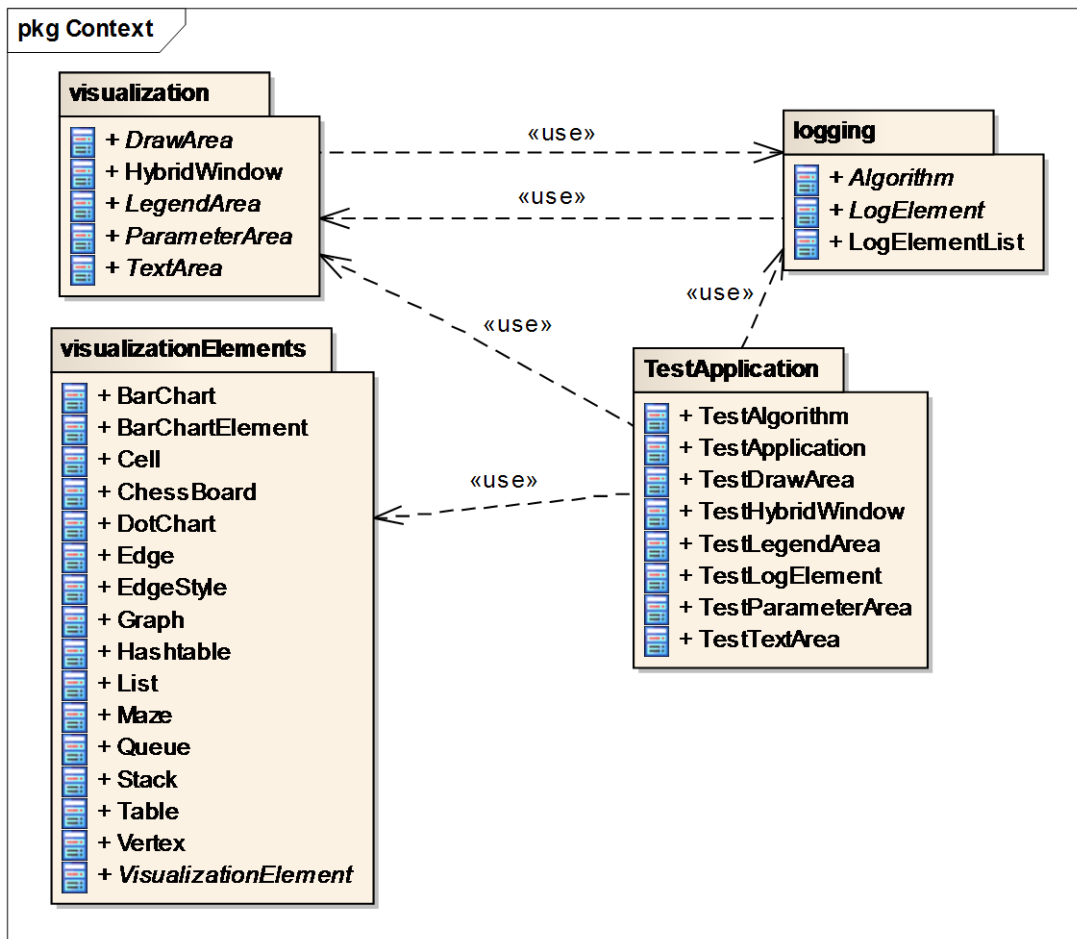 pkg Context
visualization
+ DrawArea
+ HybridWindow
+ LegendArea
+ ParameterArea
+ TextArea
«use»
«use»
logging
+ Algorithm
+ LogElement
+ LogElementList
«use»
«use»
visualizationElements
+ BarChart
+ BarChartElement
+ Cell
+ ChessBoard
+ DotChart
+ Edge
+ EdgeStyle
+ Graph
+ Hashtable
+ List
+ Maze
+ Queue
+ Stack
+ Table
+ Vertex
+ VisualizationElement
«use»
TestApplication
+ TestAlgorithm
+ TestApplication
+ TestDrawArea
+ TestHybridWindow
+ TestLegendArea
+ TestLogElement
+ TestParameterArea
+ TestTextArea